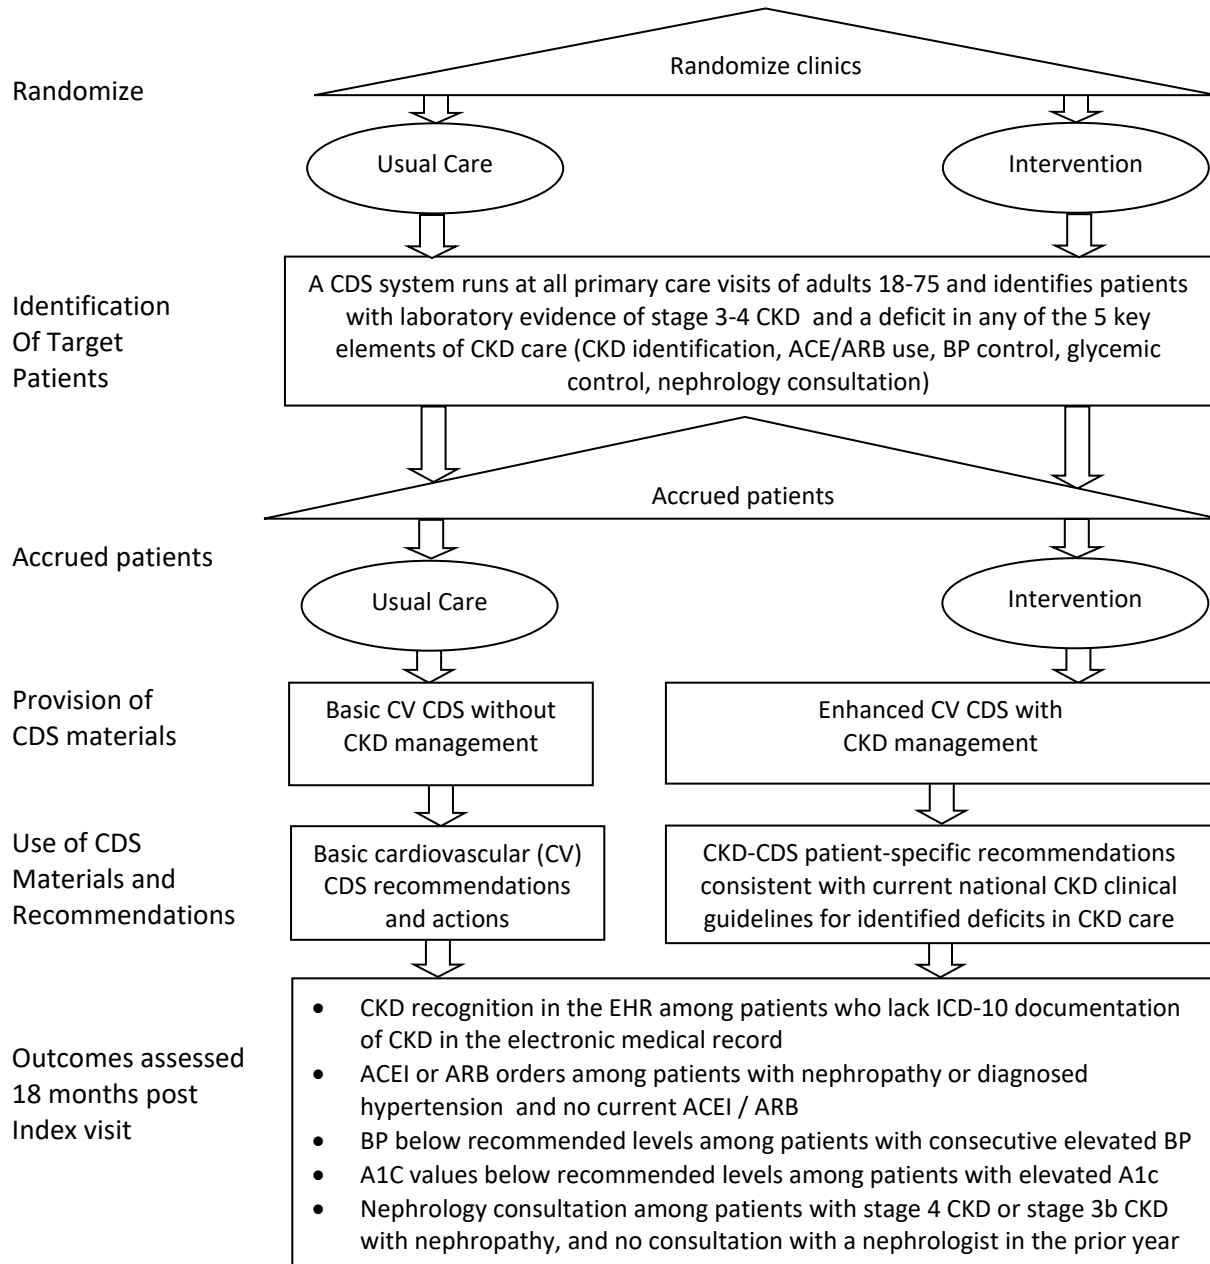 Randomize clinics
Randomize
Usual Care
Intervention
Identification
Of Target
Patients
A CDS system runs at all primary care visits of adults 18-75 and identifies patients
with laboratory evidence of stage 3-4 CKD and a deficit in any of the 5 key
elements of CKD care (CKD identification, ACE/ARB use, BP control, glycemic
control, nephrology consultation)
Accrued patients
Accrued patients
Usual Care
Intervention
Provision of
CDS materials
Basic CV CDS without
CKD management
Enhanced CV CDS with
CKD management
Use of CDS
Materials and
Recommendations
Basic cardiovascular (CV)
CDS recommendations
and actions
CKD-CDS patient-specific recommendations
consistent with current national CKD clinical
guidelines for identified deficits in CKD care
Outcomes assessed
18 months post
Index visit
• CKD recognition in the EHR among patients who lack ICD-10 documentation
of CKD in the electronic medical record
• ACEI or ARB orders among patients with nephropathy or diagnosed
hypertension and no current ACEI / ARB
• BP below recommended levels among patients with consecutive elevated BP
• A1C values below recommended levels among patients with elevated A1c
• Nephrology consultation among patients with stage 4 CKD or stage 3b CKD
with nephropathy, and no consultation with a nephrologist in the prior year